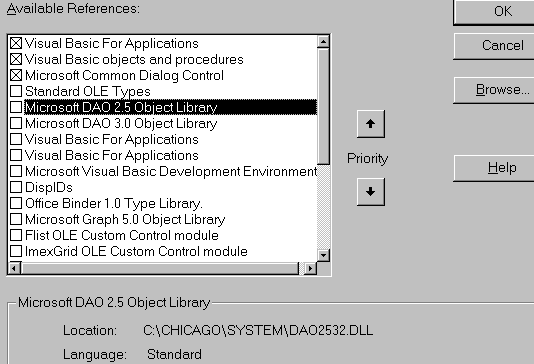 Available References:
OK
Visual Basic For Applications
Visual Basic objects and procedures
Cancel
Microsoft Common Dialog Control
Standard OLE Types
Browse...
Microsoft DAO 2.5 Object Library
Microsoft DAO 3.0 Object Library
Visual Basic For Applications
Visual Basic For Applications
Priority
Microsoft Visual Basic Development Environment
Help
DispIDs
Office Binder 1.0 Type Library.
Microsoft Graph 5.0 Object Library
Flist OLE Custom Control module
ImexGrid OLE Custom Control module
Microsoft DAO 2.5 Object Library
Location: C:\CHICAGO\SYSTEM\DAO2532.DLL
Language: Standard